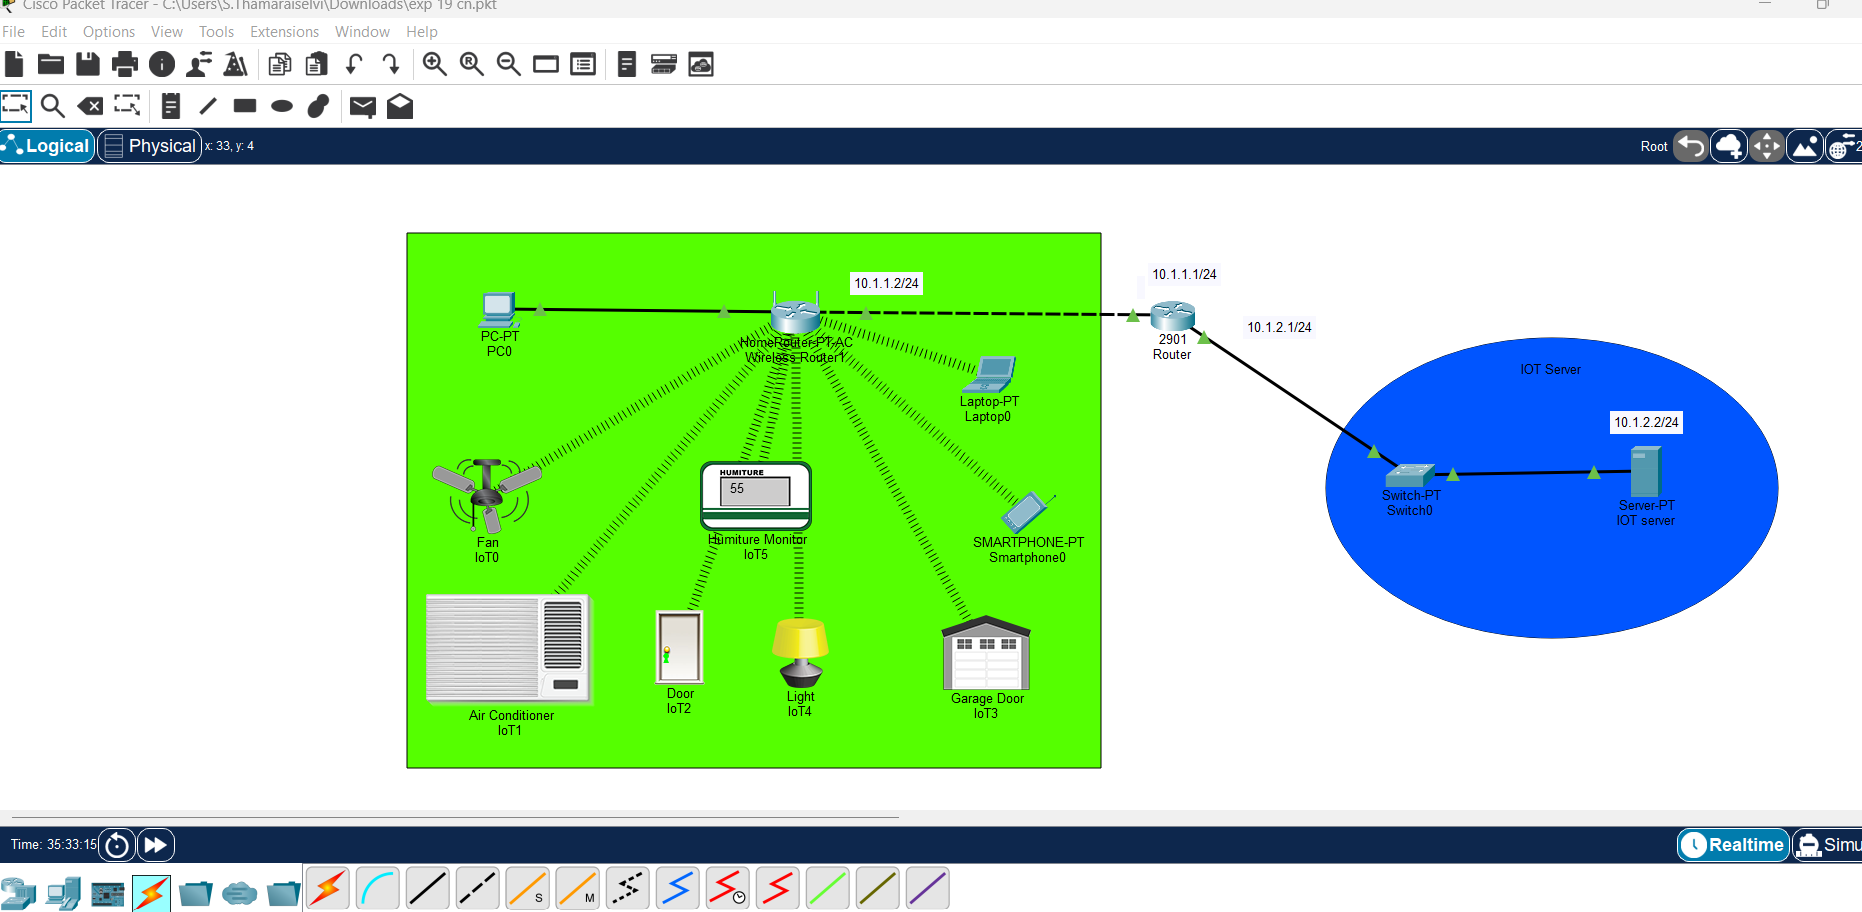 Cisco Packet Tracer - C:\Users\S.Thamaraiselvi\Downloads\exp 19 cn.pkt
File Edit Options View Tools Extensions Window Help
Logical Physical x: 33, y: 4 Root
10.1.1.2/24
10.1.1.1/24
10.1.2.1/24
PC-PT
PC0
HomeRouter-PT-AC
Wireless Router1
2901
Router
Laptop-PT
Laptop0
IOT Server
10.1.2.2/24
HUMITURE
55
Switch-PT
Switch0
Server-PT
IOT server
Fan
IoT0
Humiture Monitor
IoT5
SMARTPHONE-PT
Smartphone0
Door
IoT2
Light
IoT4
Garage Door
IoT3
Air Conditioner
IoT1
Time: 35:33:15 Realtime Simu
S M